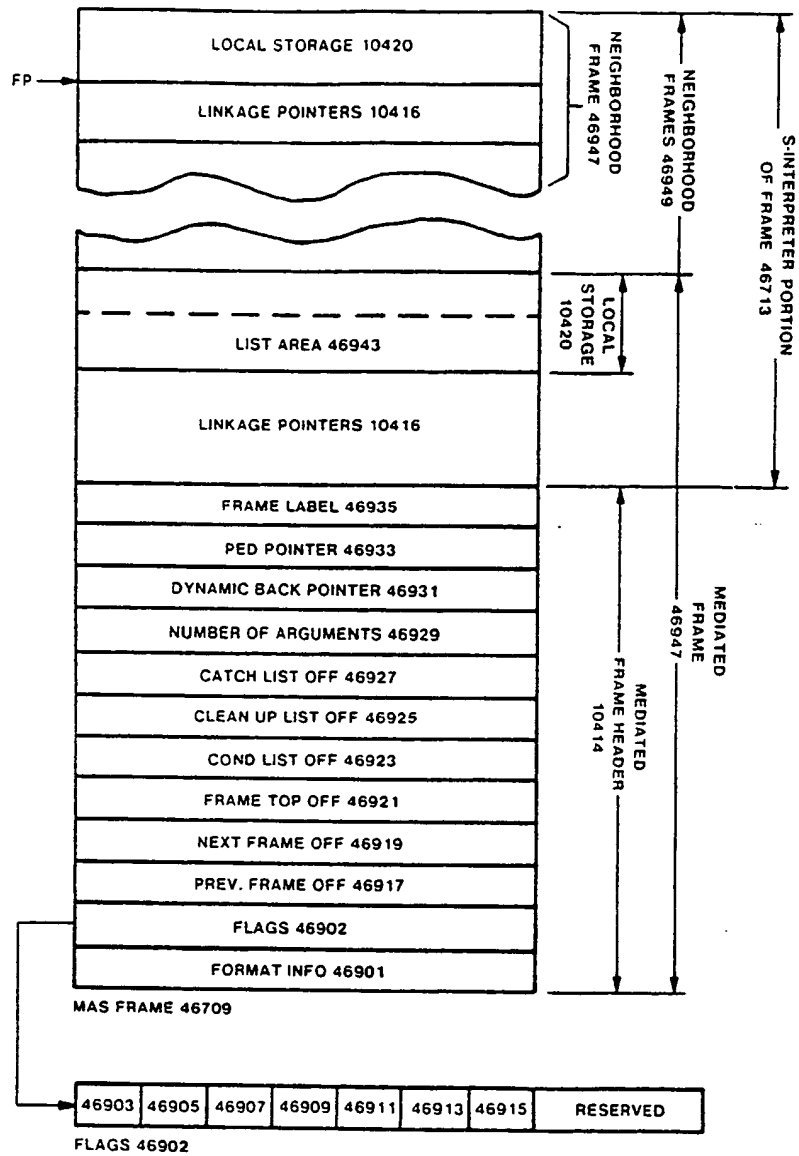 LOCAL STORAGE 10420
FP
LINKAGE POINTERS 10416
NEIGHBORHOOD
FRAME 46947
NEIGHBORHOOD
FRAMES 46949
S-INTERPRETER PORTION
OF FRAME 46713
LIST AREA 46943
LOCAL
STORAGE
10420
LINKAGE POINTERS 10416
FRAME LABEL 46935
PED POINTER 46933
DYNAMIC BACK POINTER 46931
NUMBER OF ARGUMENTS 46929
CATCH LIST OFF 46927
CLEAN UP LIST OFF 46925
COND LIST OFF 46923
FRAME TOP OFF 46921
NEXT FRAME OFF 46919
PREV. FRAME OFF 46917
FLAGS 46902
FORMAT INFO 46901
MEDIATED
FRAME HEADER
10414
MEDIATED
FRAME
46947
MAS FRAME 46709
46903 46905 46907 46909 46911 46913 46915 RESERVED
FLAGS 46902